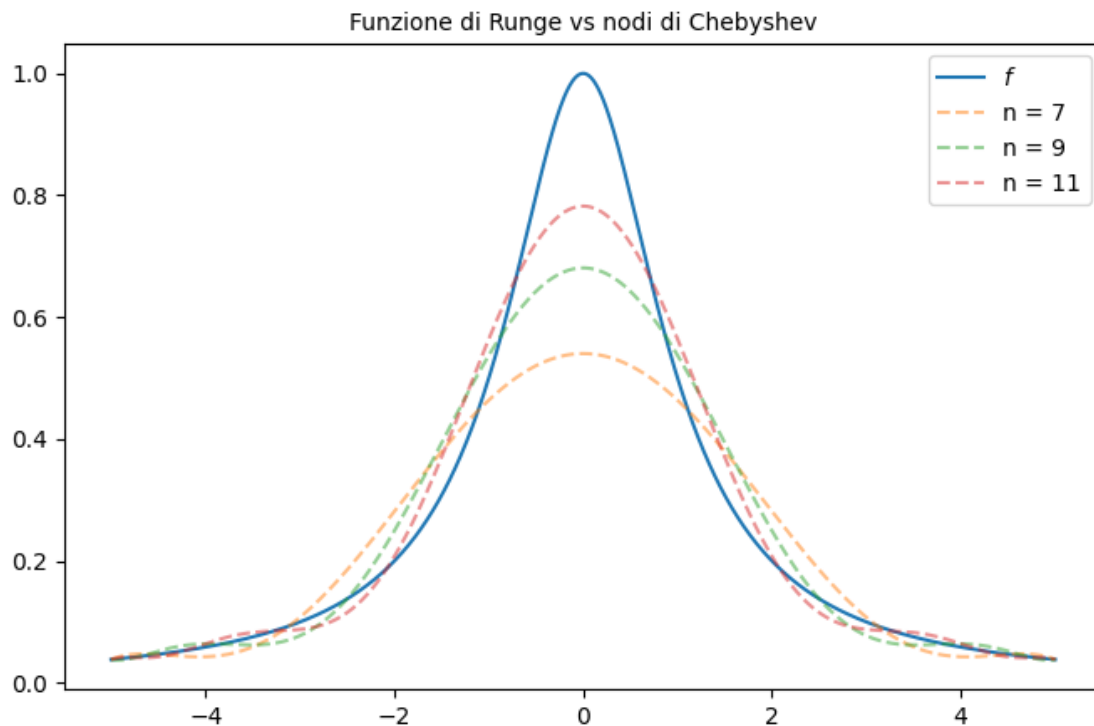 Funzione di Runge vs nodi di Chebyshev
1.0
0.8
0.6
0.4
0.2
0.0
−4
−2
0
2
4
f
n = 7
n = 9
n = 11